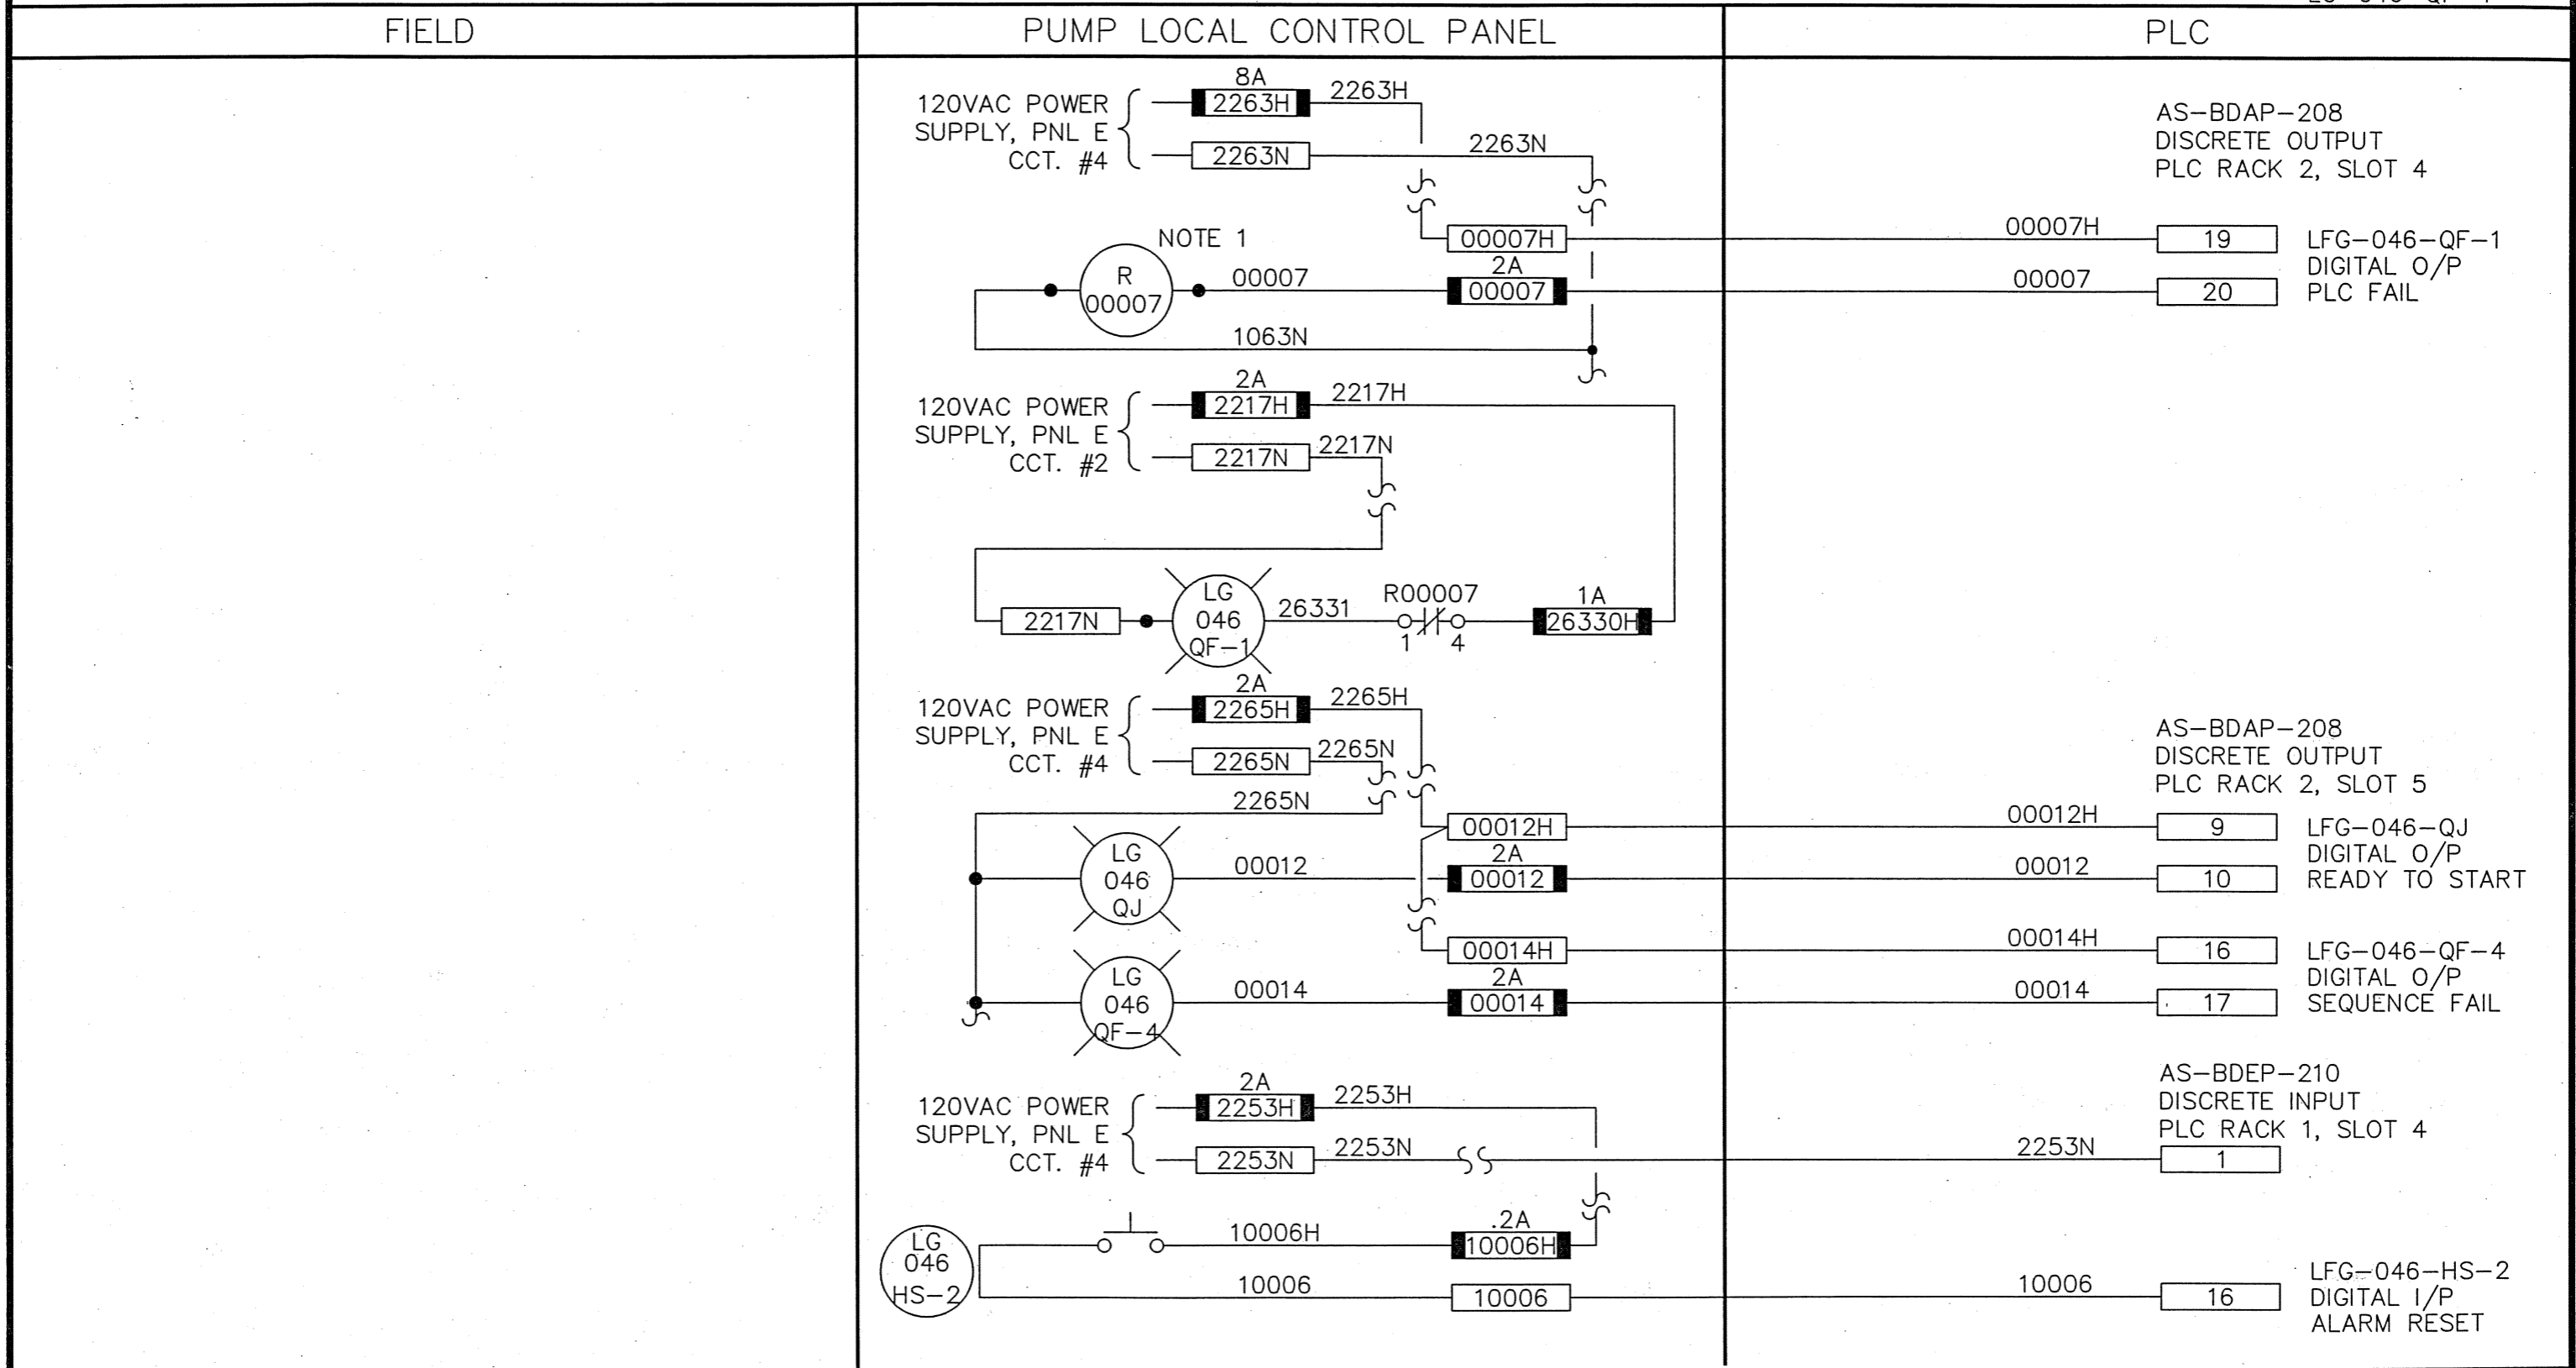 FIELD
PUMP LOCAL CONTROL PANEL
PLC
8A
120VAC POWER
SUPPLY, PNL E
CCT. #4
2263H
2263H
2263N
2263N
AS-BDAP-208
DISCRETE OUTPUT
PLC RACK 2, SLOT 4
NOTE 1
00007H
00007H
19
LFG-046-QF-1
DIGITAL O/P
PLC FAIL
R
00007
00007
2A
00007
00007
20
1063N
2A
120VAC POWER
SUPPLY, PNL E
CCT. #2
2217H
2217H
2217N
2217N
2217N
LG
046
QF-1
26331
R00007
1
4
1A
26330H
2A
120VAC POWER
SUPPLY, PNL E
CCT. #4
2265H
2265H
2265N
2265N
2265N
AS-BDAP-208
DISCRETE OUTPUT
PLC RACK 2, SLOT 5
00012H
00012H
9
LFG-046-QJ
DIGITAL O/P
READY TO START
LG
046
QJ
00012
2A
00012
00012
10
00014H
00014H
16
LFG-046-QF-4
DIGITAL O/P
SEQUENCE FAIL
LG
046
QF-4
00014
2A
00014
00014
17
2A
120VAC POWER
SUPPLY, PNL E
CCT. #4
2253H
2253H
2253N
2253N
AS-BDEP-210
DISCRETE INPUT
PLC RACK 1, SLOT 4
2253N
1
LG
046
HS-2
10006H
.2A
10006H
10006
10006
10006
16
LFG-046-HS-2
DIGITAL I/P
ALARM RESET